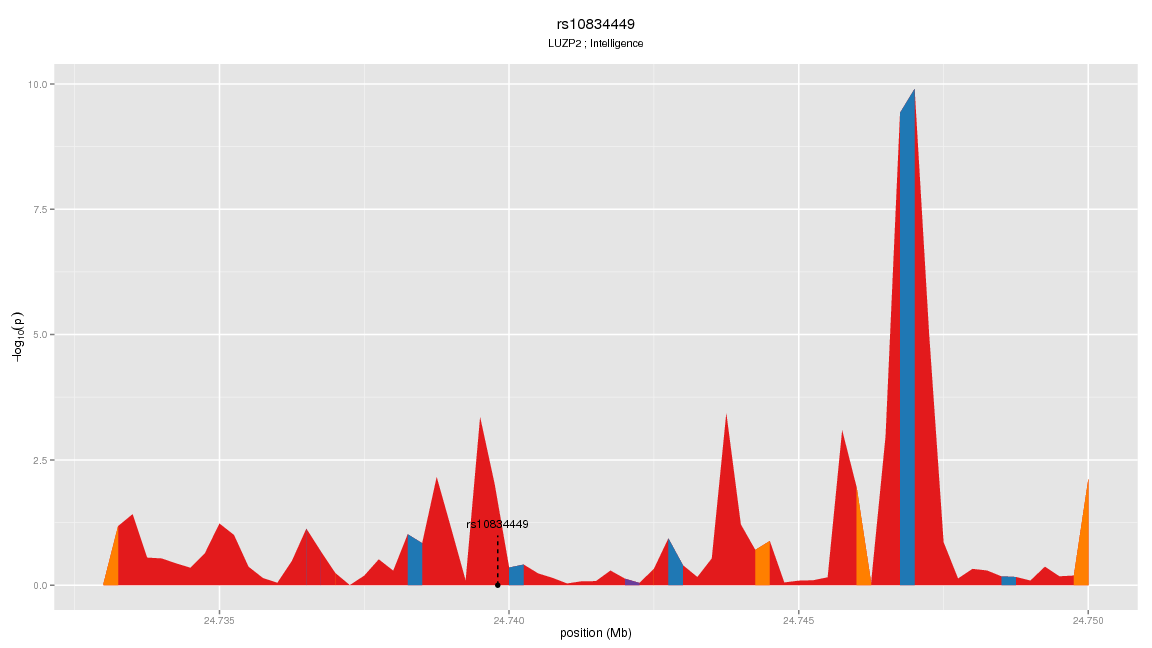 rs10834449
LUZP2 ; Intelligence
10.0
7.5
5.0
2.5
0.0
−log10(p)
rs10834449
24.735 24.740 24.745 24.750
position (Mb)